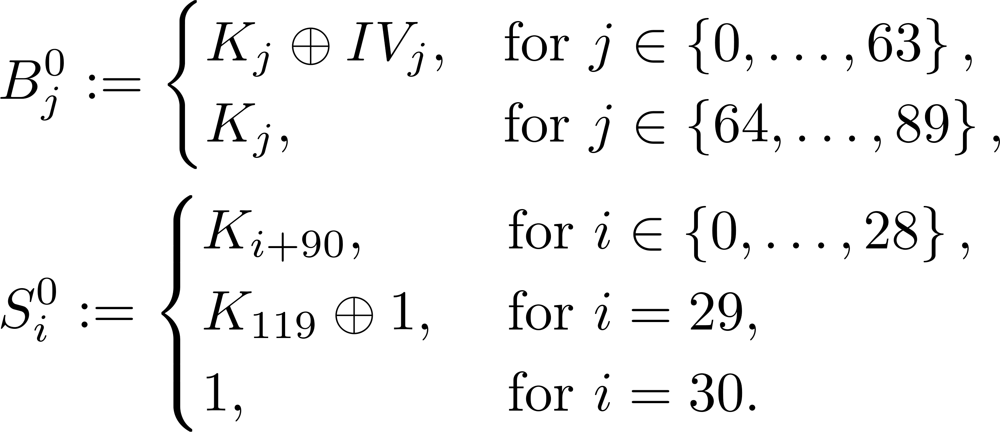 B_j^0 := { K_j ⊕ IV_j, for j ∈ {0, . . . , 63} ,
K_j, for j ∈ {64, . . . , 89} ,
S_i^0 := { K_{i+90}, for i ∈ {0, . . . , 28} ,
K_{119} ⊕ 1, for i = 29,
1, for i = 30.